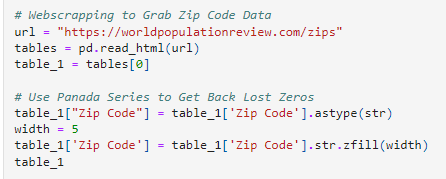 # Webscrapping to Grab Zip Code Data
url = "https://worldpopulationreview.com/zips"
tables = pd.read_html(url)
table_1 = tables[0]
# Use Panada Series to Get Back Lost Zeros
table_1["Zip Code"] = table_1['Zip Code'].astype(str)
width = 5
table_1['Zip Code'] = table_1['Zip Code'].str.zfill(width)
table_1